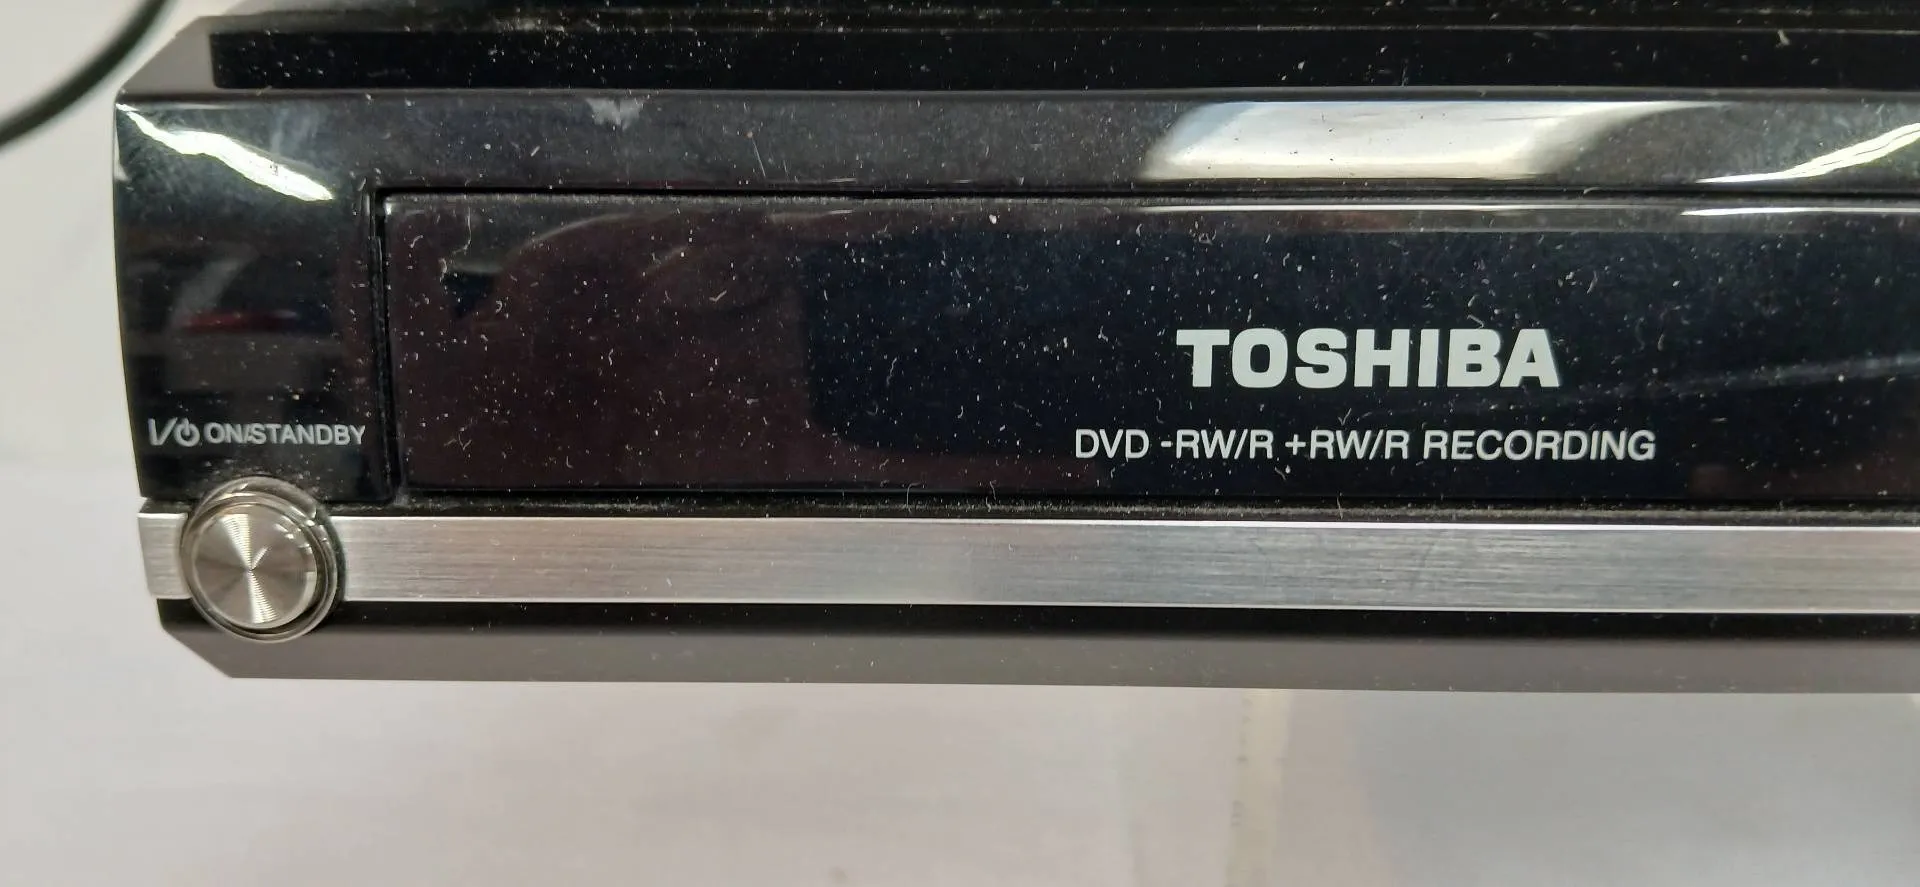 TOSHIBA
I/⏻ ON/STANDBY
DVD -RW/R +RW/R RECORDING